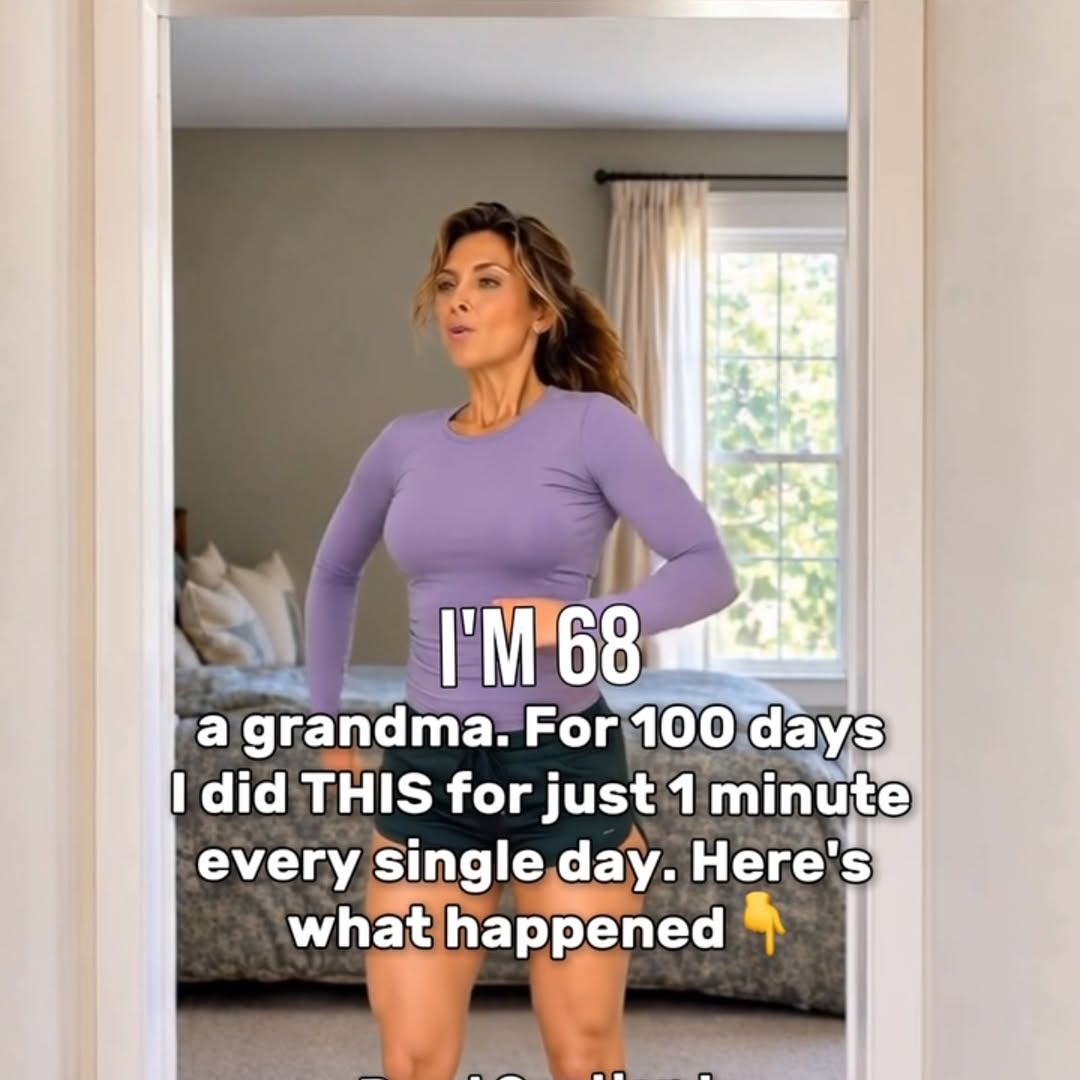 I'M 68
a grandma. For 100 days
I did THIS for just 1 minute
every single day. Here's
what happened 👇